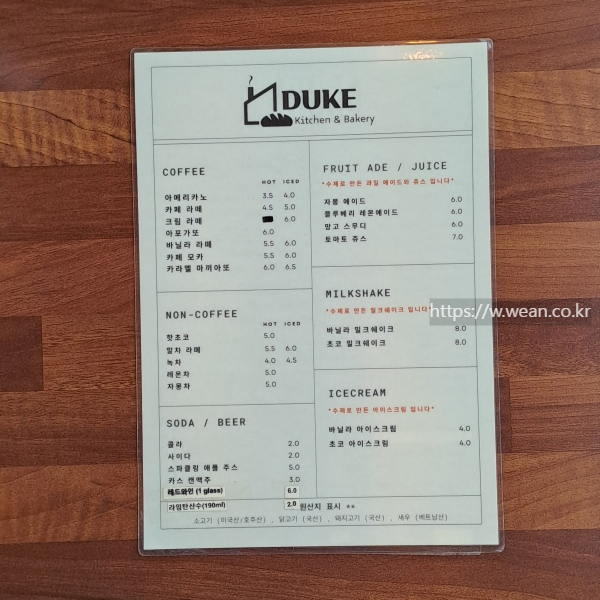 DUKE
Kitchen & Bakery
COFFEE
HOT ICED
아메리카노 3.5 4.0
카페 라떼 4.5 5.0
크림 라떼 6.0
아포가또 6.0
바닐라 라떼 5.5 6.0
카페 모카 5.5 6.0
카라멜 마끼아또 6.0 6.5
NON-COFFEE
HOT ICED
핫초코 5.0
말차 라떼 5.5 6.0
녹차 4.0 4.5
레몬차 5.0
자몽차 5.0
SODA / BEER
콜라 2.0
사이다 2.0
스파클링 애플 주스 5.0
카스 캔맥주 3.0
레드와인 (1 glass) 6.0
라임탄산수(190ml) 2.0
FRUIT ADE / JUICE
*수제로 만든 과일 에이드와 쥬스 입니다*
자몽 에이드 6.0
블루베리 레몬에이드 6.0
망고 스무디 6.0
토마토 쥬스 7.0
MILKSHAKE
*수제로 만든 밀크쉐이크 입니다*
바닐라 밀크쉐이크 8.0
초코 밀크쉐이크 8.0
ICECREAM
*수제로 만든 아이스크림 입니다*
바닐라 아이스크림 4.0
초코 아이스크림 4.0
원산지 표시 **
소고기 (미국산/호주산) , 닭고기 (국산) , 돼지고기 (국산) , 새우 (베트남산)
https://w.wean.co.kr